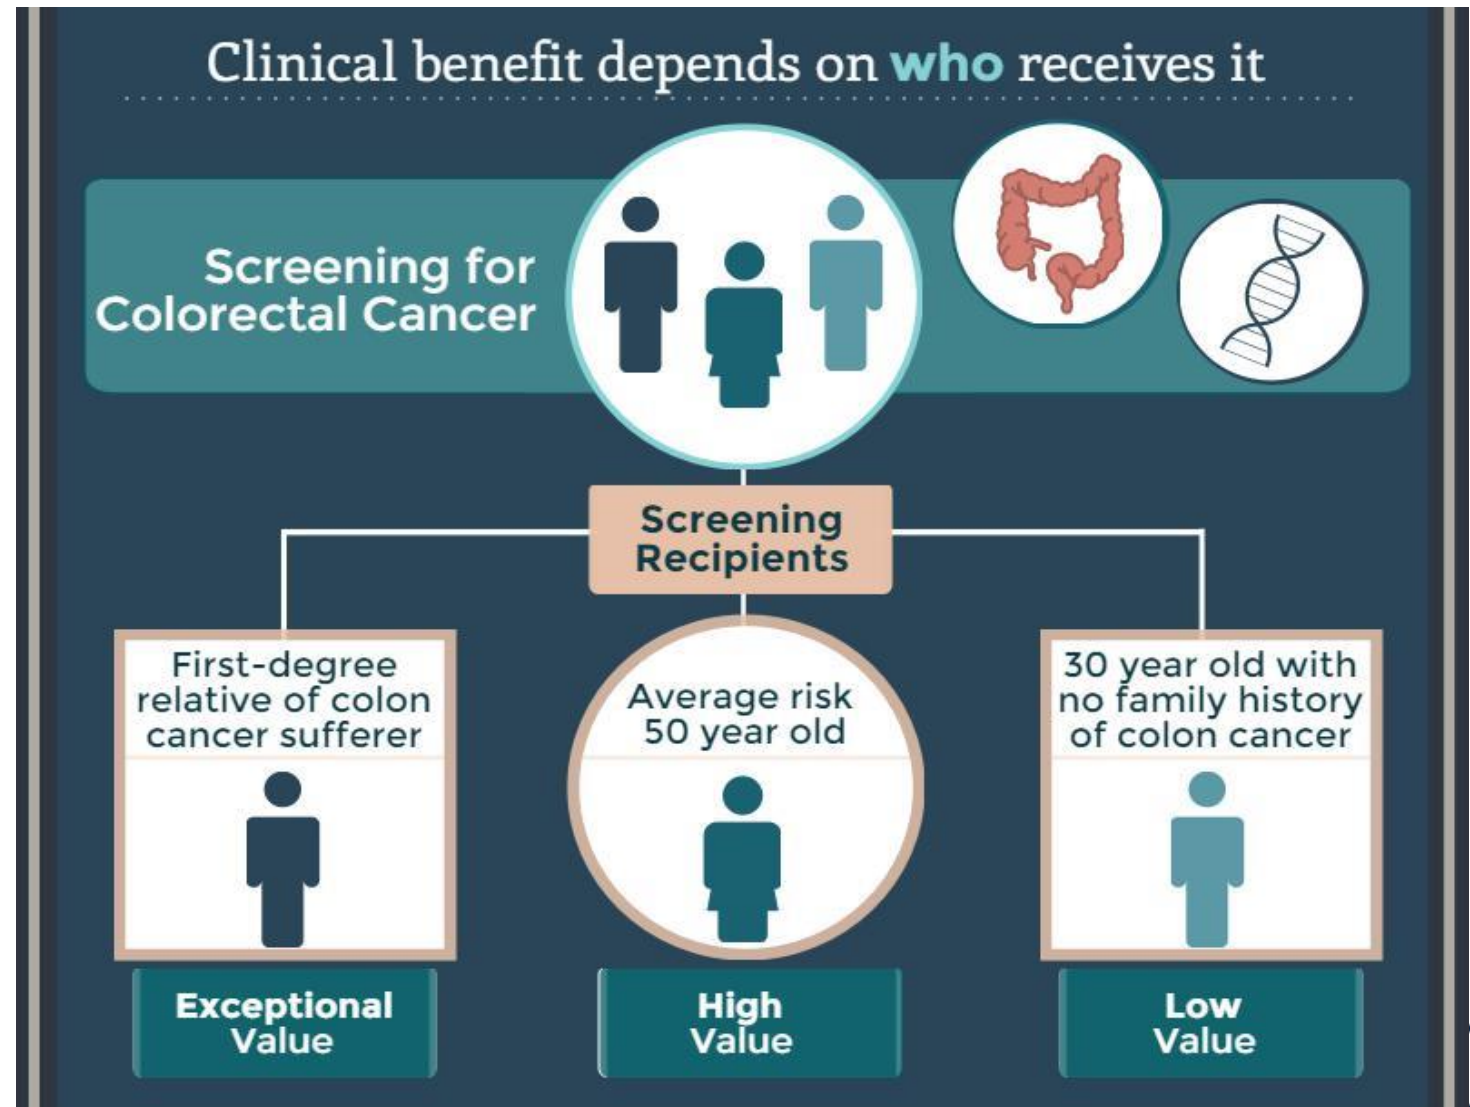 Clinical benefit depends on who receives it
Screening for
Colorectal Cancer
Screening
Recipients
First-degree
relative of colon
cancer sufferer
Average risk
50 year old
30 year old with
no family history
of colon cancer
Exceptional
Value
High
Value
Low
Value